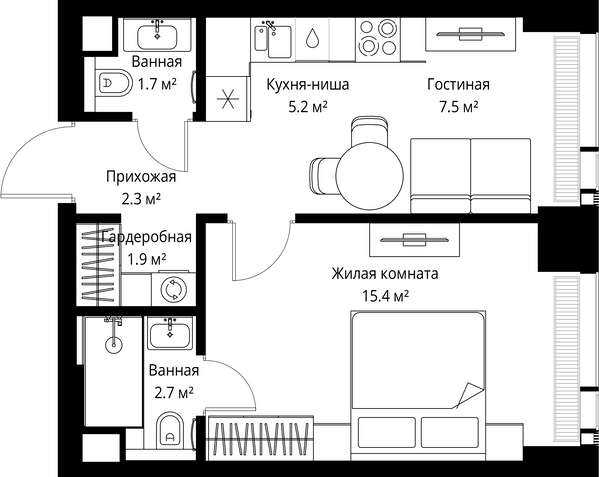 Ванная
1.7 м²
Кухня-ниша
5.2 м²
Гостиная
7.5 м²
Прихожая
2.3 м²
Гардеробная
1.9 м²
Жилая комната
15.4 м²
Ванная
2.7 м²